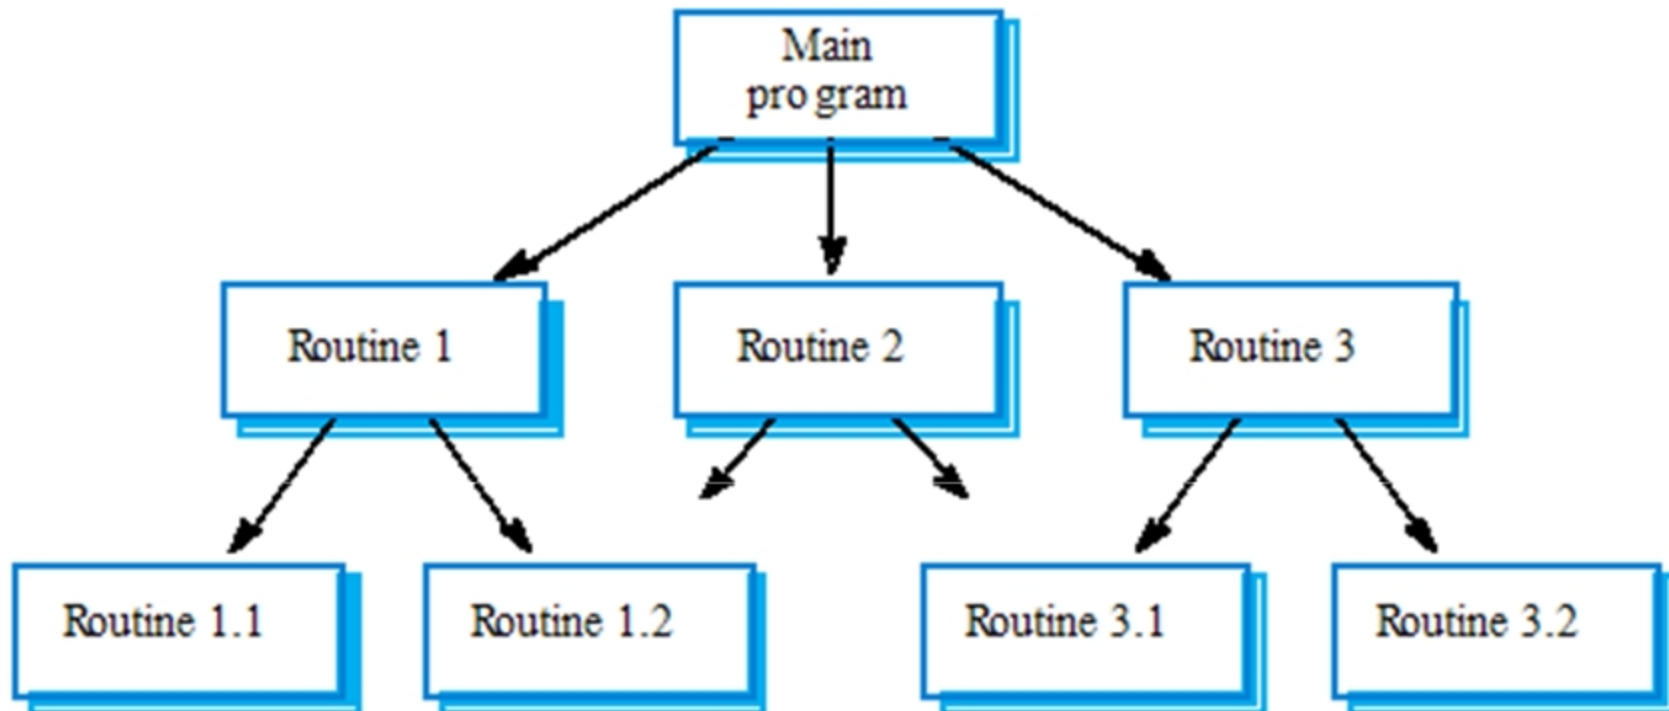 Main
pro gram
Routine 1
Routine 2
Routine 3
Routine 1.1
Routine 1.2
Routine 3.1
Routine 3.2